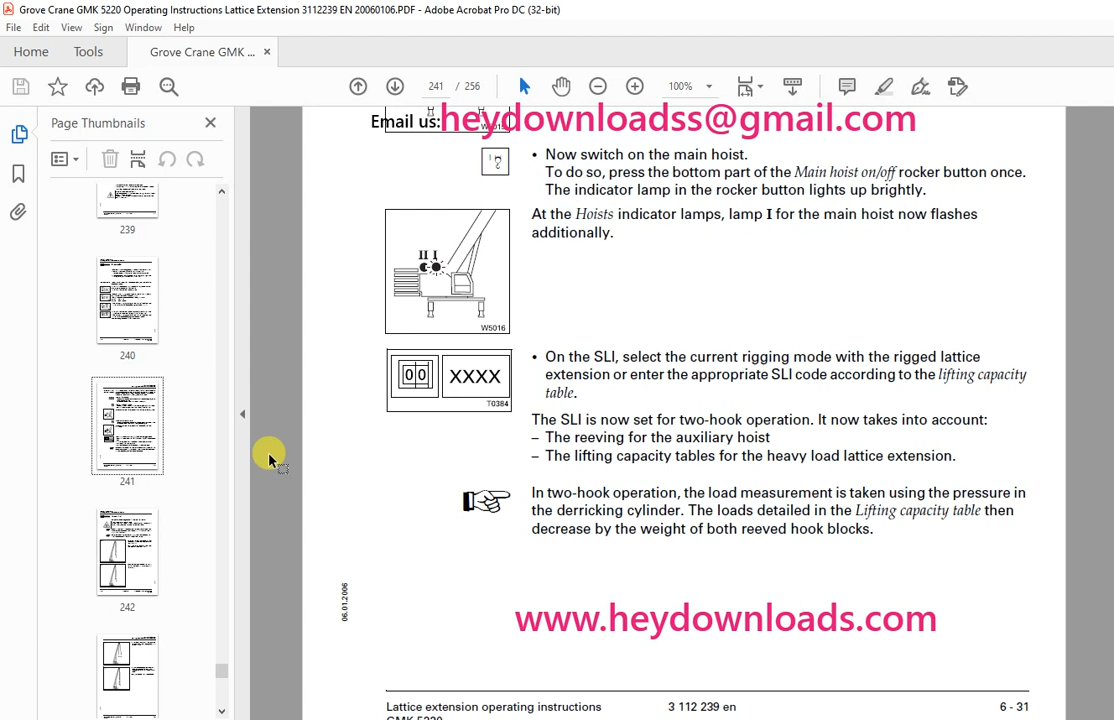 Grove Crane GMK 5220 Operating Instructions Lattice Extension 3112239 EN 20060106.PDF - Adobe Acrobat Pro DC (32-bit)
File Edit View Sign Window Help
Home Tools Grove Crane GMK ... ×
241 / 256 100%
Page Thumbnails
239
240
241
242
Email us:heydownloadss@gmail.com
• Now switch on the main hoist.
To do so, press the bottom part of the Main hoist on/off rocker button once.
The indicator lamp in the rocker button lights up brightly.
At the Hoists indicator lamps, lamp I for the main hoist now flashes
additionally.
II I
W5016
00 XXXX
T0384
• On the SLI, select the current rigging mode with the rigged lattice
extension or enter the appropriate SLI code according to the lifting capacity
table.
The SLI is now set for two-hook operation. It now takes into account:
– The reeving for the auxiliary hoist
– The lifting capacity tables for the heavy load lattice extension.
In two-hook operation, the load measurement is taken using the pressure in
the derricking cylinder. The loads detailed in the Lifting capacity table then
decrease by the weight of both reeved hook blocks.
06.01.2006
www.heydownloads.com
Lattice extension operating instructions 3 112 239 en 6 - 31
GMK 5220